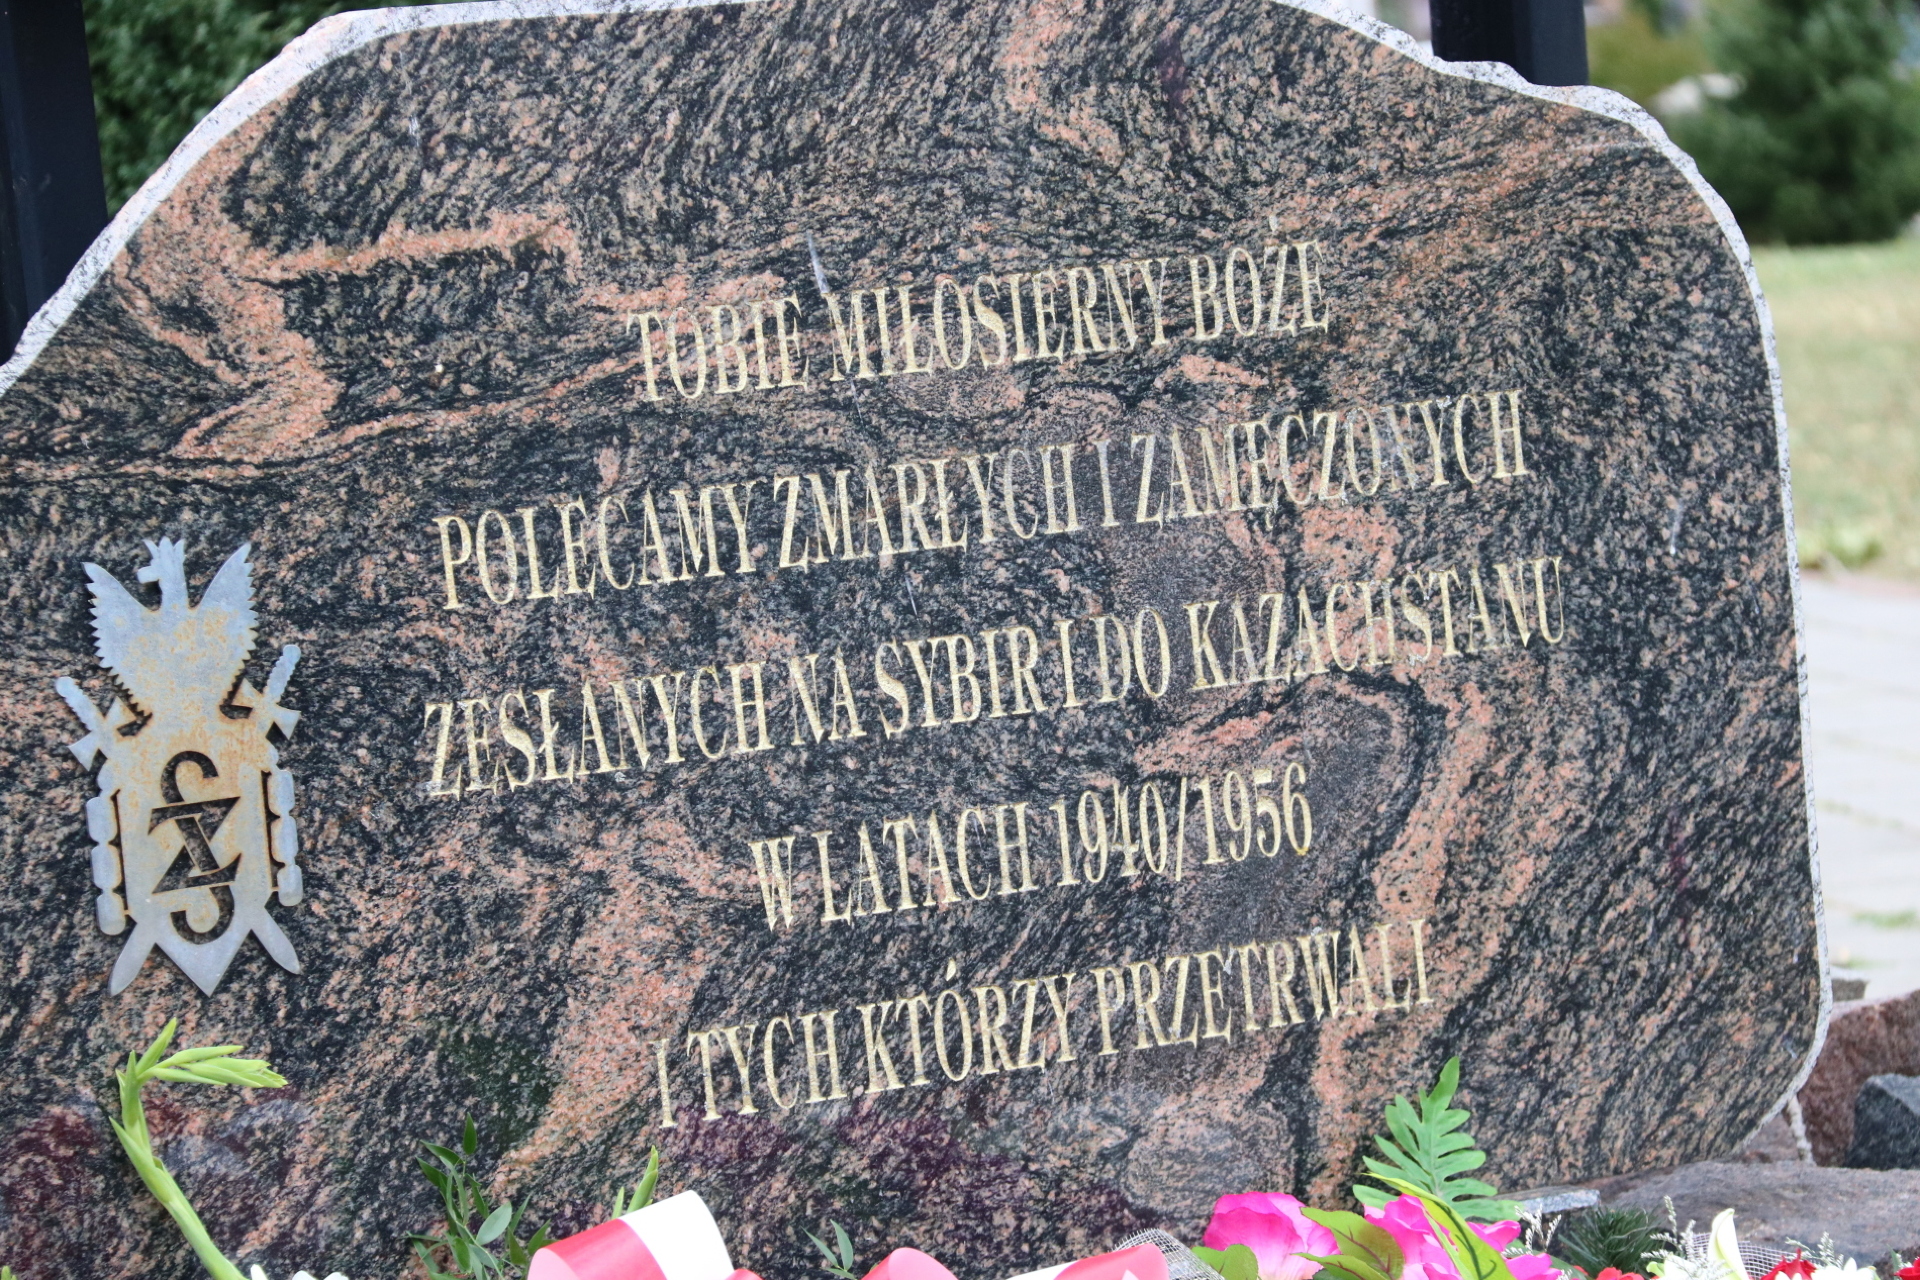 TOBIE MIŁOSIERNY BOŻE
POLECAMY ZMARŁYCH I ZAMĘCZONYCH
ZESŁANYCH NA SYBIR I DO KAZACHSTANU
W LATACH 1940/1956
I TYCH KTÓRZY PRZETRWALI